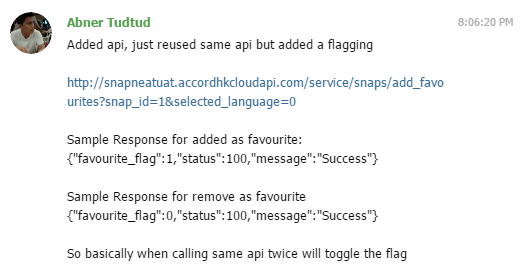 Abner Tudtud
8:06:20 PM
Added api, just reused same api but added a flagging
http://snapneatuat.accordhkcloudapi.com/service/snaps/add_favo
urites?snap_id=1&selected_language=0
Sample Response for added as favourite:
{"favourite_flag":1,"status":100,"message":"Success"}
Sample Response for remove as favourite
{"favourite_flag":0,"status":100,"message":"Success"}
So basically when calling same api twice will toggle the flag